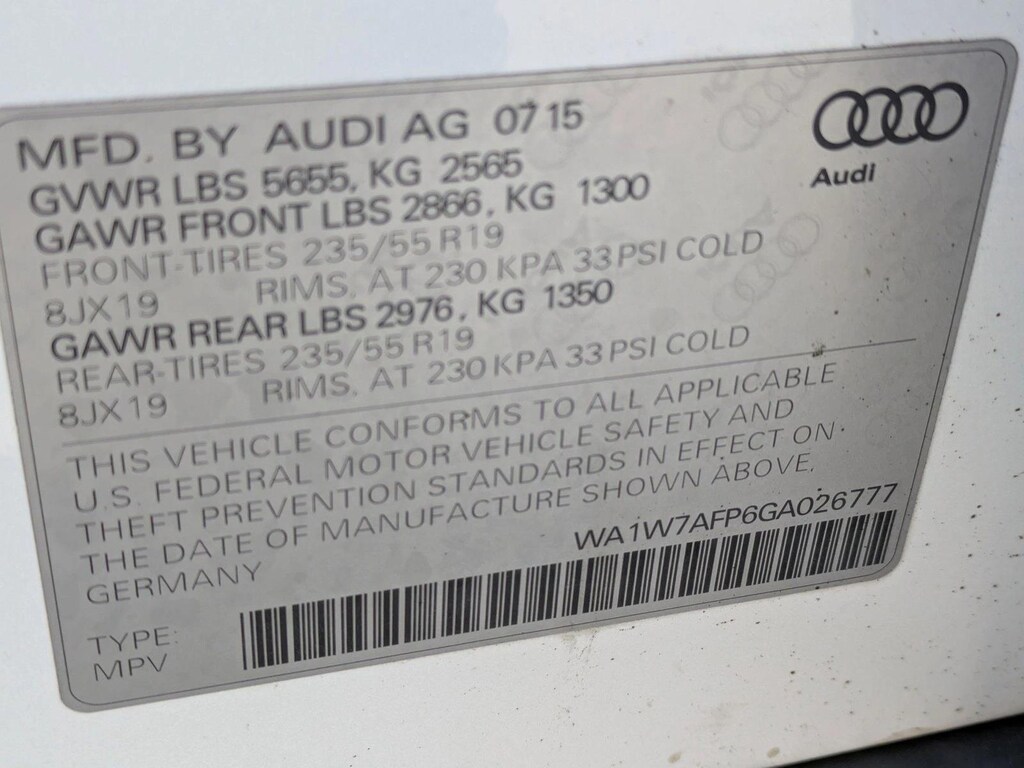 MFD. BY AUDI AG 07 15
GVWR LBS 5655, KG 2565
GAWR FRONT LBS 2866, KG 1300
FRONT-TIRES 235/55 R19
8JX19 RIMS, AT 230 KPA 33 PSI COLD
GAWR REAR LBS 2976, KG 1350
REAR-TIRES 235/55 R19
8JX19 RIMS, AT 230 KPA 33 PSI COLD
Audi
THIS VEHICLE CONFORMS TO ALL APPLICABLE
U.S. FEDERAL MOTOR VEHICLE SAFETY AND
THEFT PREVENTION STANDARDS IN EFFECT ON
THE DATE OF MANUFACTURE SHOWN ABOVE.
GERMANY WA1W7AFP6GA026777
TYPE:
MPV